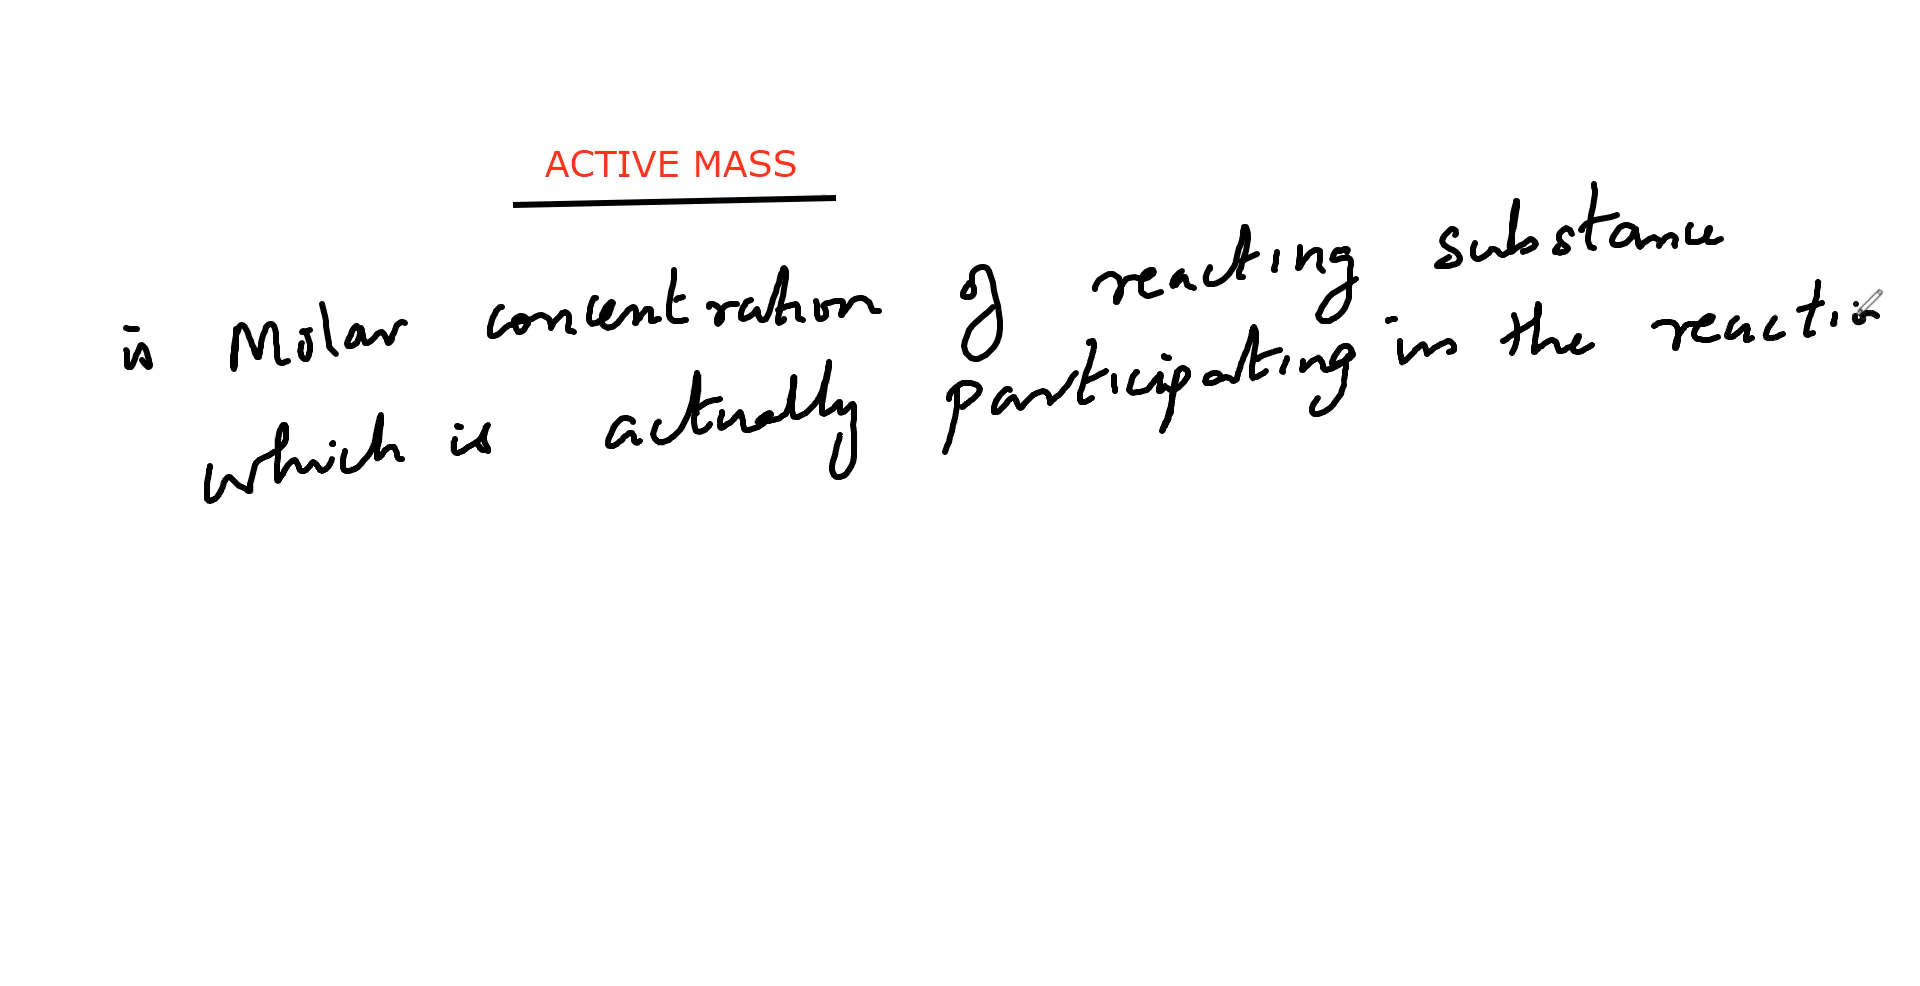 ACTIVE MASS
is Molar concentration of reacting substance
which is actually participating in the reactio